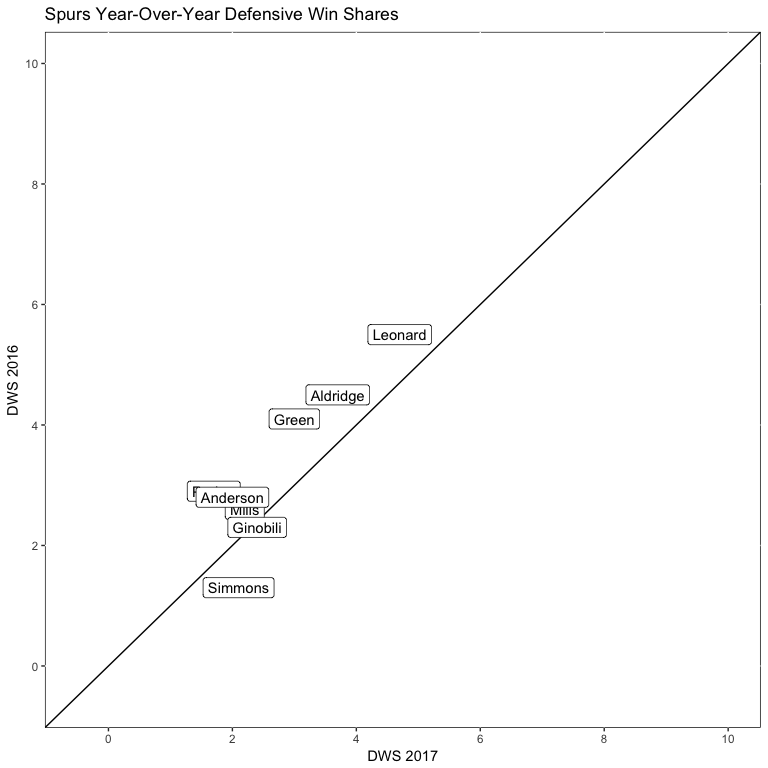 Spurs Year-Over-Year Defensive Win Shares
10
8
6
4
2
0
DWS 2016
Leonard
Aldridge
Green
Anderson
Mills
Ginobili
Simmons
0 2 4 6 8 10
DWS 2017